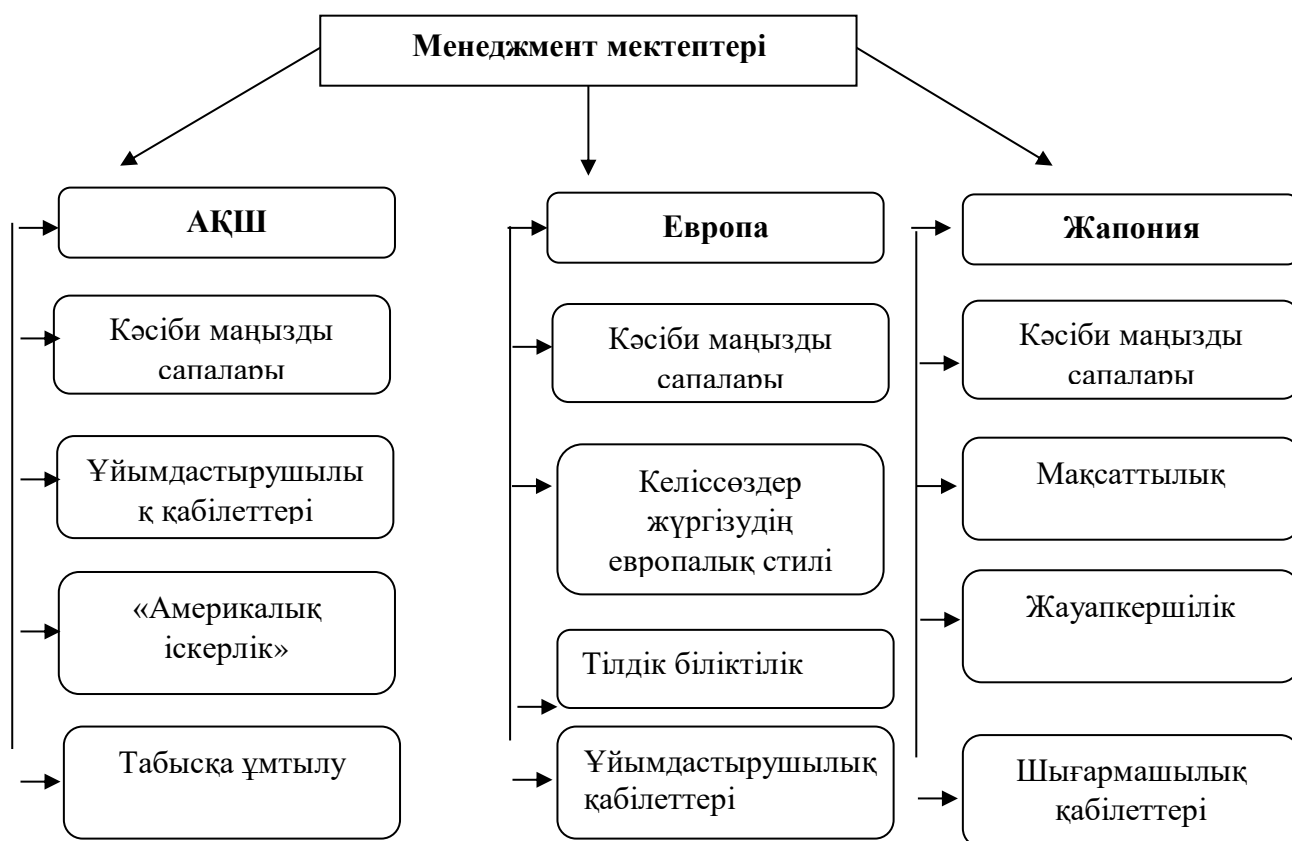 Менеджмент мектептері
АҚШ
Кәсіби маңызды
сапалары
Ұйымдастырушылы
қ қабілеттері
«Америкалық
іскерлік»
Табысқа ұмтылу
Европа
Кәсіби маңызды
сапалары
Келіссөздер
жүргізудің
европалық стилі
Тілдік біліктілік
Ұйымдастырушылық
қабілеттері
Жапония
Кәсіби маңызды
сапалары
Мақсаттылық
Жауапкершілік
Шығармашылық
қабілеттері